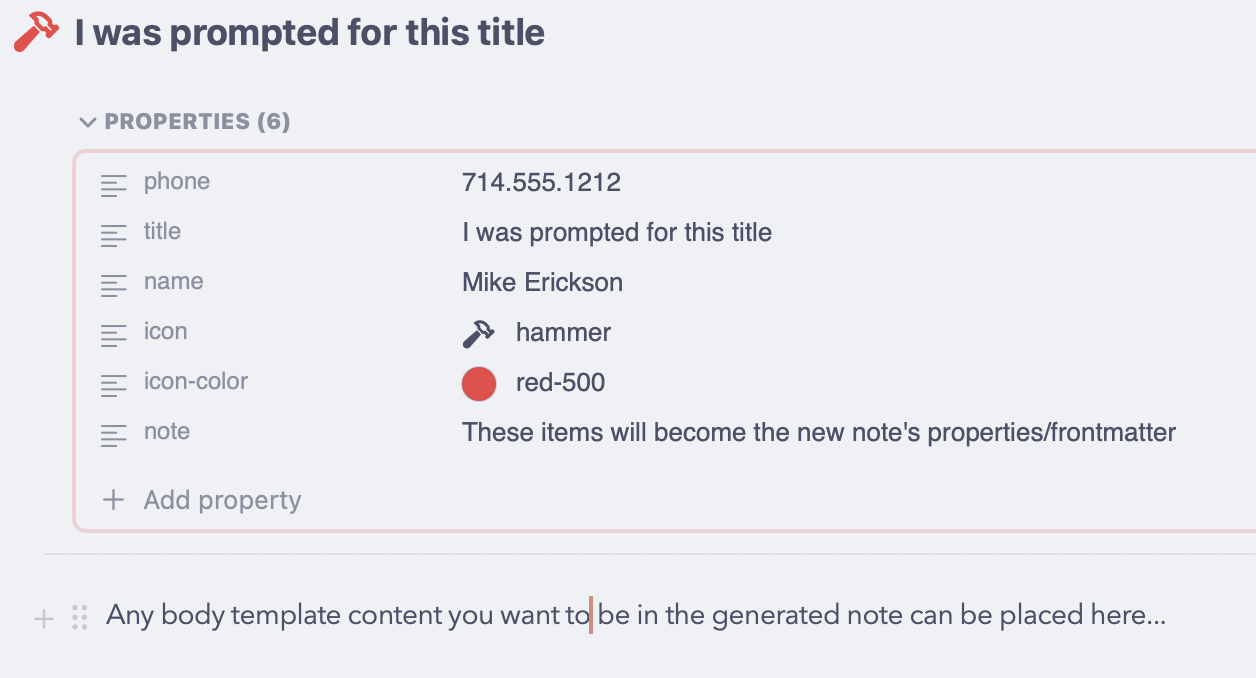 I was prompted for this title
PROPERTIES (6)
phone 714.555.1212
title I was prompted for this title
name Mike Erickson
icon hammer
icon-color red-500
note These items will become the new note's properties/frontmatter
+ Add property
Any body template content you want to be in the generated note can be placed here...